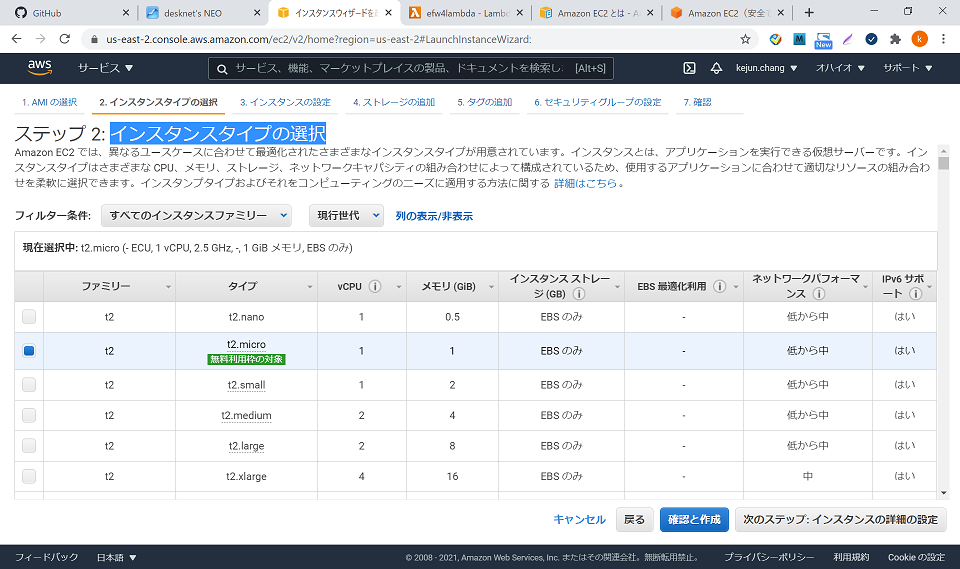 GitHub
desknet's NEO
インスタンスウィザードを起
efw4lambda - Lambd
Amazon EC2 とは - A
Amazon EC2（安全で
us-east-2.console.aws.amazon.com/ec2/v2/home?region=us-east-2#LaunchInstanceWizard:
New
k
aws
サービス
サービス、機能、マーケットプレイスの製品、ドキュメントを検索し
[Alt+S]
kejun.chang
オハイオ
サポート
1. AMI の選択
2. インスタンスタイプの選択
3. インスタンスの設定
4. ストレージの追加
5. タグの追加
6. セキュリティグループの設定
7. 確認
ステップ 2: インスタンスタイプの選択
Amazon EC2 では、異なるユースケースに合わせて最適化されたさまざまなインスタンスタイプが用意されています。インスタンスとは、アプリケーションを実行できる仮想サーバーです。イン
スタンスタイプはさまざまな CPU、メモリ、ストレージ、ネットワークキャパシティの組み合わせによって構成されているため、使用するアプリケーションに合わせて適切なリソースの組み合わ
せを柔軟に選択できます。インスタンプタイプおよびそれをコンピューティングのニーズに適用する方法に関する 詳細はこちら 。
フィルター条件: すべてのインスタンスファミリー 現行世代 列の表示/非表示
現在選択中: t2.micro (- ECU, 1 vCPU, 2.5 GHz, -, 1 GiB メモリ, EBS のみ)
ファミリー
タイプ
vCPU
メモリ (GiB)
インスタンス ストレー
ジ (GB)
EBS 最適化利用
ネットワークパフォーマ
ンス
IPv6 サポ
ート
t2 t2.nano 1 0.5 EBS のみ - 低から中 はい
t2 t2.micro 1 1 EBS のみ - 低から中 はい
無料利用枠の対象
t2 t2.small 1 2 EBS のみ - 低から中 はい
t2 t2.medium 2 4 EBS のみ - 低から中 はい
t2 t2.large 2 8 EBS のみ - 低から中 はい
t2 t2.xlarge 4 16 EBS のみ - 中 はい
キャンセル 戻る 確認と作成 次のステップ: インスタンスの詳細の設定
フィードバック 日本語 © 2008 - 2021, Amazon Web Services, Inc. またはその関連会社。無断転用禁止。 プライバシーポリシー 利用規約 Cookie の設定